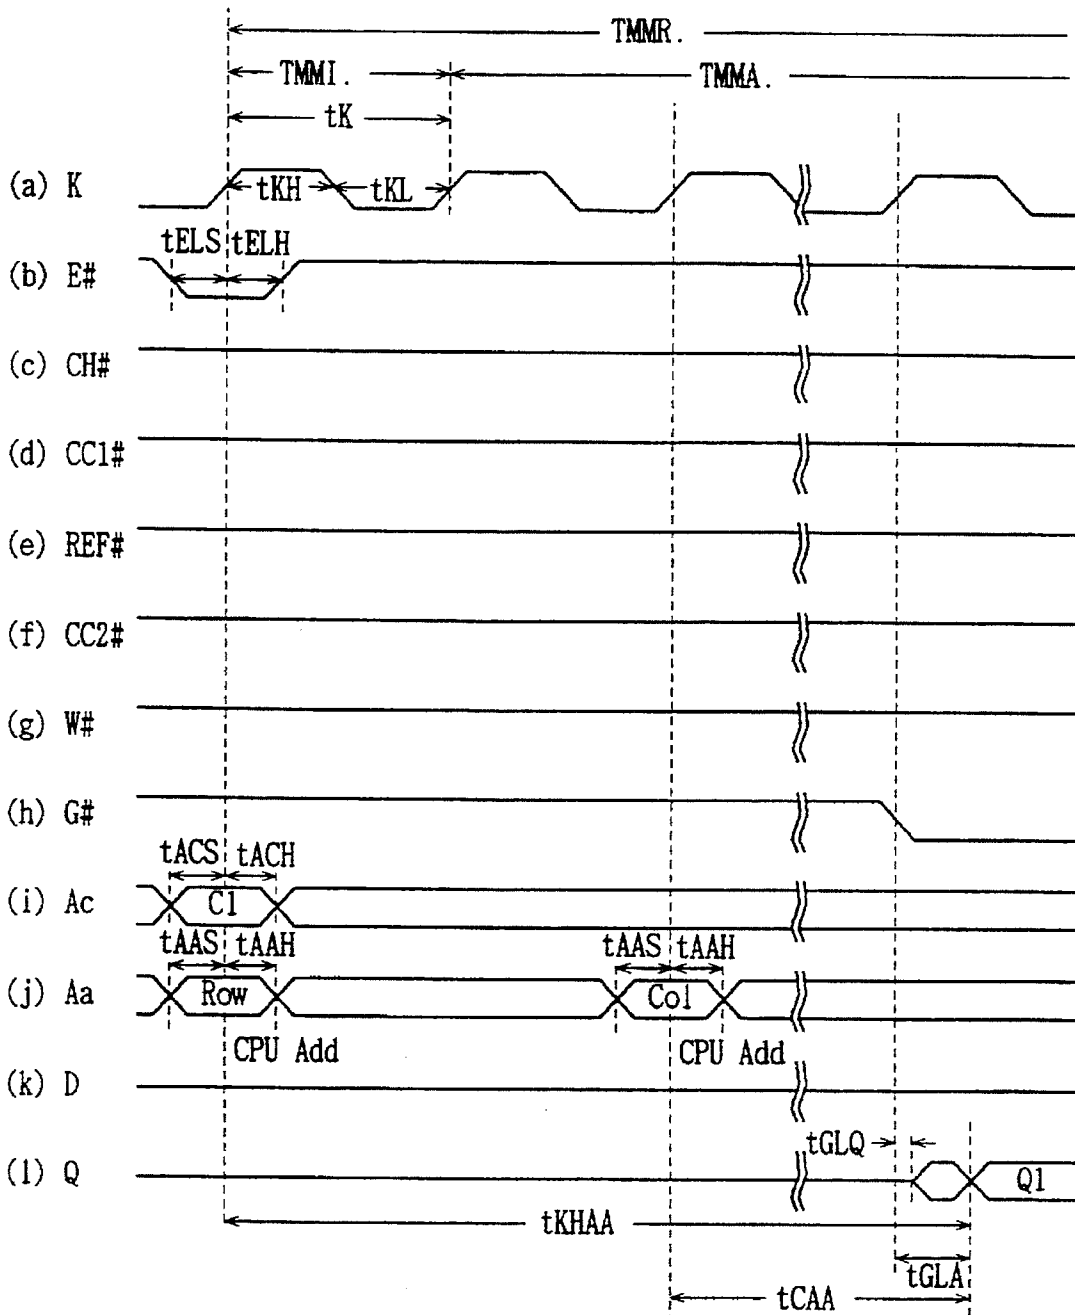 TMMR.
TMMI. TMMA.
tK
(a) K tKH tKL
tELS tELH
(b) E#
(c) CH#
(d) CC1#
(e) REF#
(f) CC2#
(g) W#
(h) G#
tACS tACH
(i) Ac C1
tAAS tAAH tAAS tAAH
(j) Aa Row Col
CPU Add CPU Add
(k) D
tGLQ
(l) Q Q1
tKHAA
tGLA
tCAA